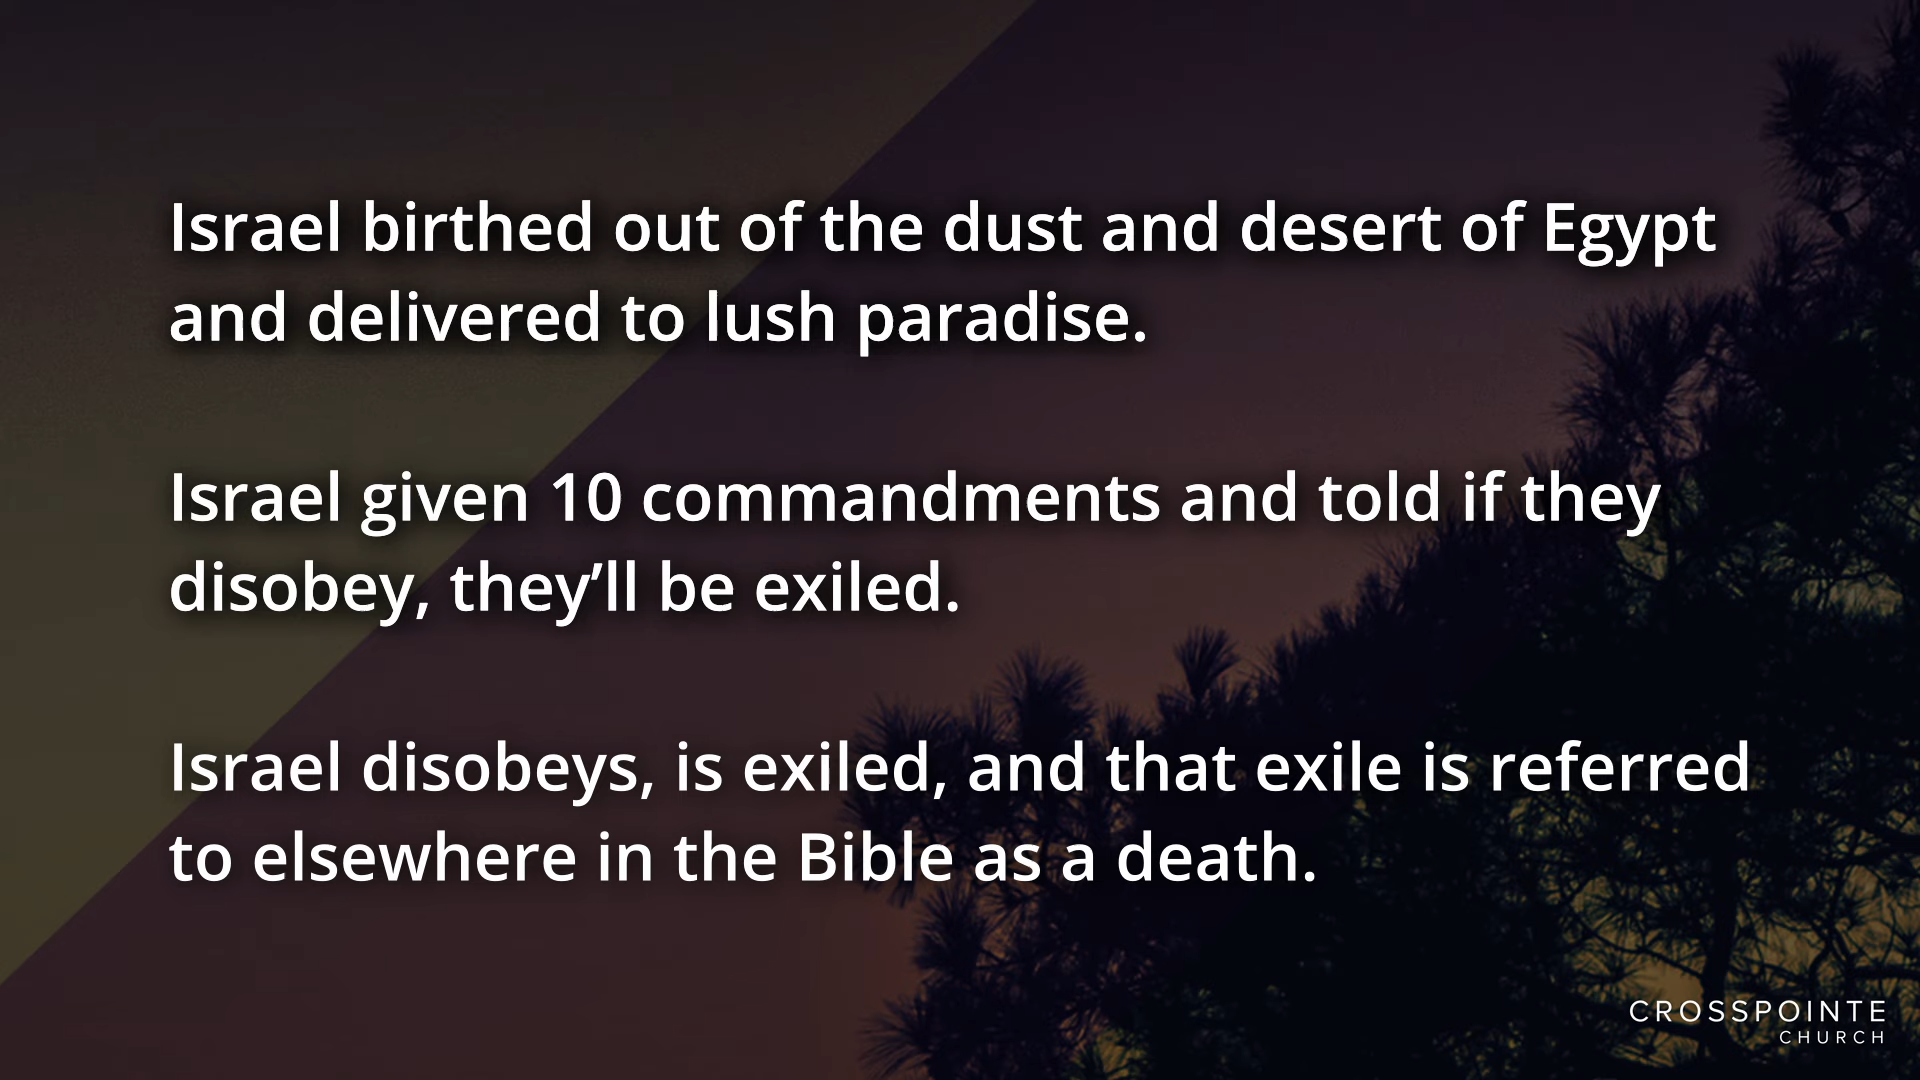 Israel birthed out of the dust and desert of Egypt
and delivered to lush paradise.
Israel given 10 commandments and told if they
disobey, they’ll be exiled.
Israel disobeys, is exiled, and that exile is referred
to elsewhere in the Bible as a death.
CROSSPOINTE
CHURCH